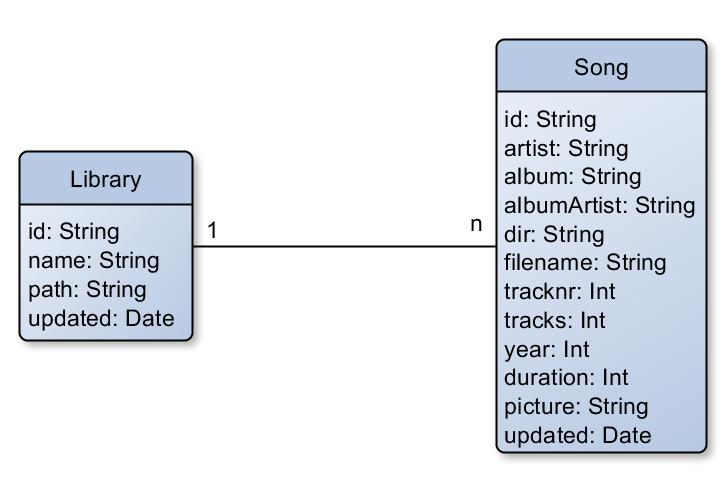 Library
id: String
name: String
path: String
updated: Date
1
n
Song
id: String
artist: String
album: String
albumArtist: String
dir: String
filename: String
tracknr: Int
tracks: Int
year: Int
duration: Int
picture: String
updated: Date